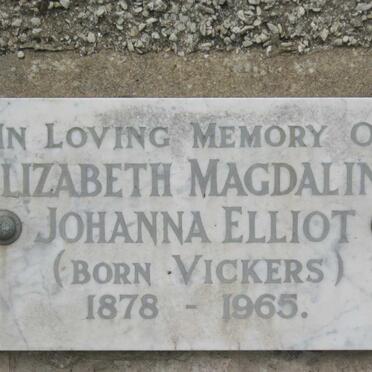 IN LOVING MEMORY O
LIZABETH MAGDALIN
JOHANNA ELLIOT
(BORN VICKERS)
1878 - 1965.